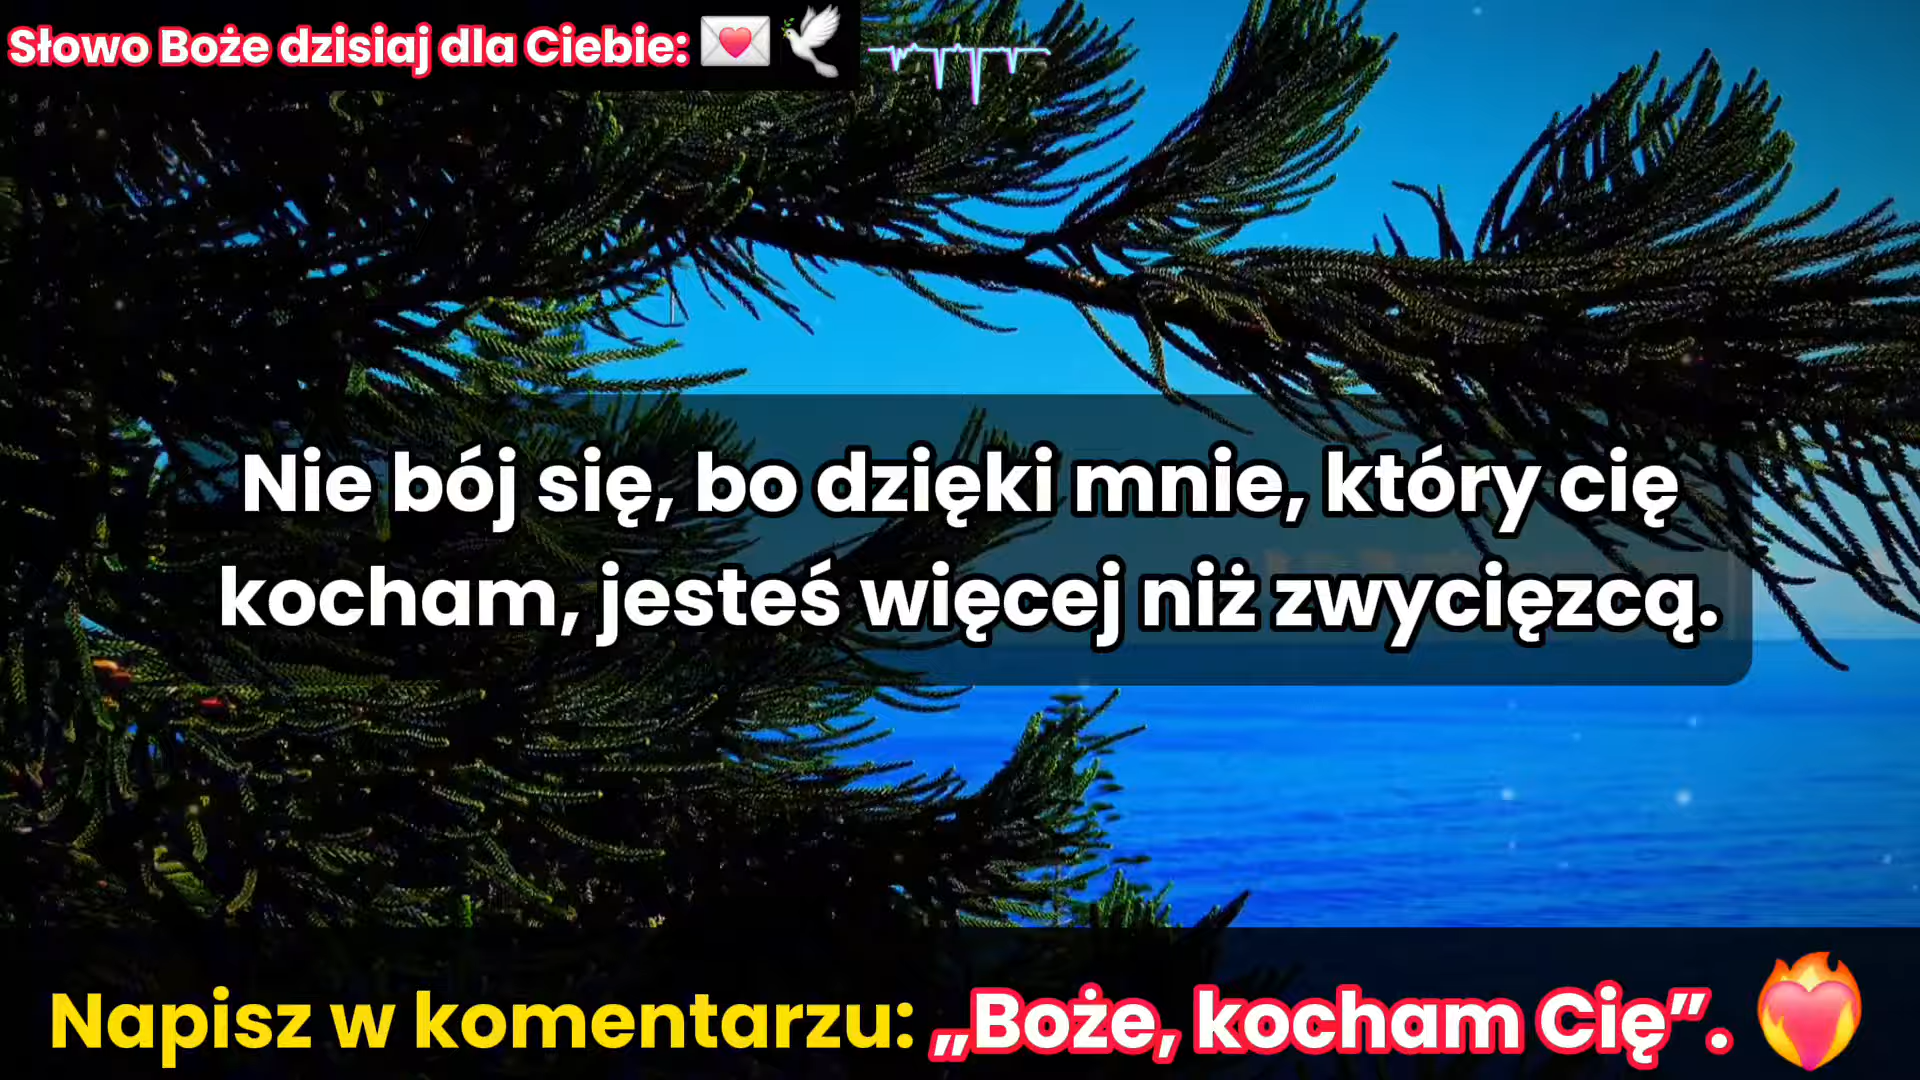 Słowo Boże dzisiaj dla Ciebie: 💌 🕊️
Nie bój się, bo dzięki mnie, który cię
kocham, jesteś więcej niż zwycięzcą.
Napisz w komentarzu: „Boże, kocham Cię”. ❤️‍🔥